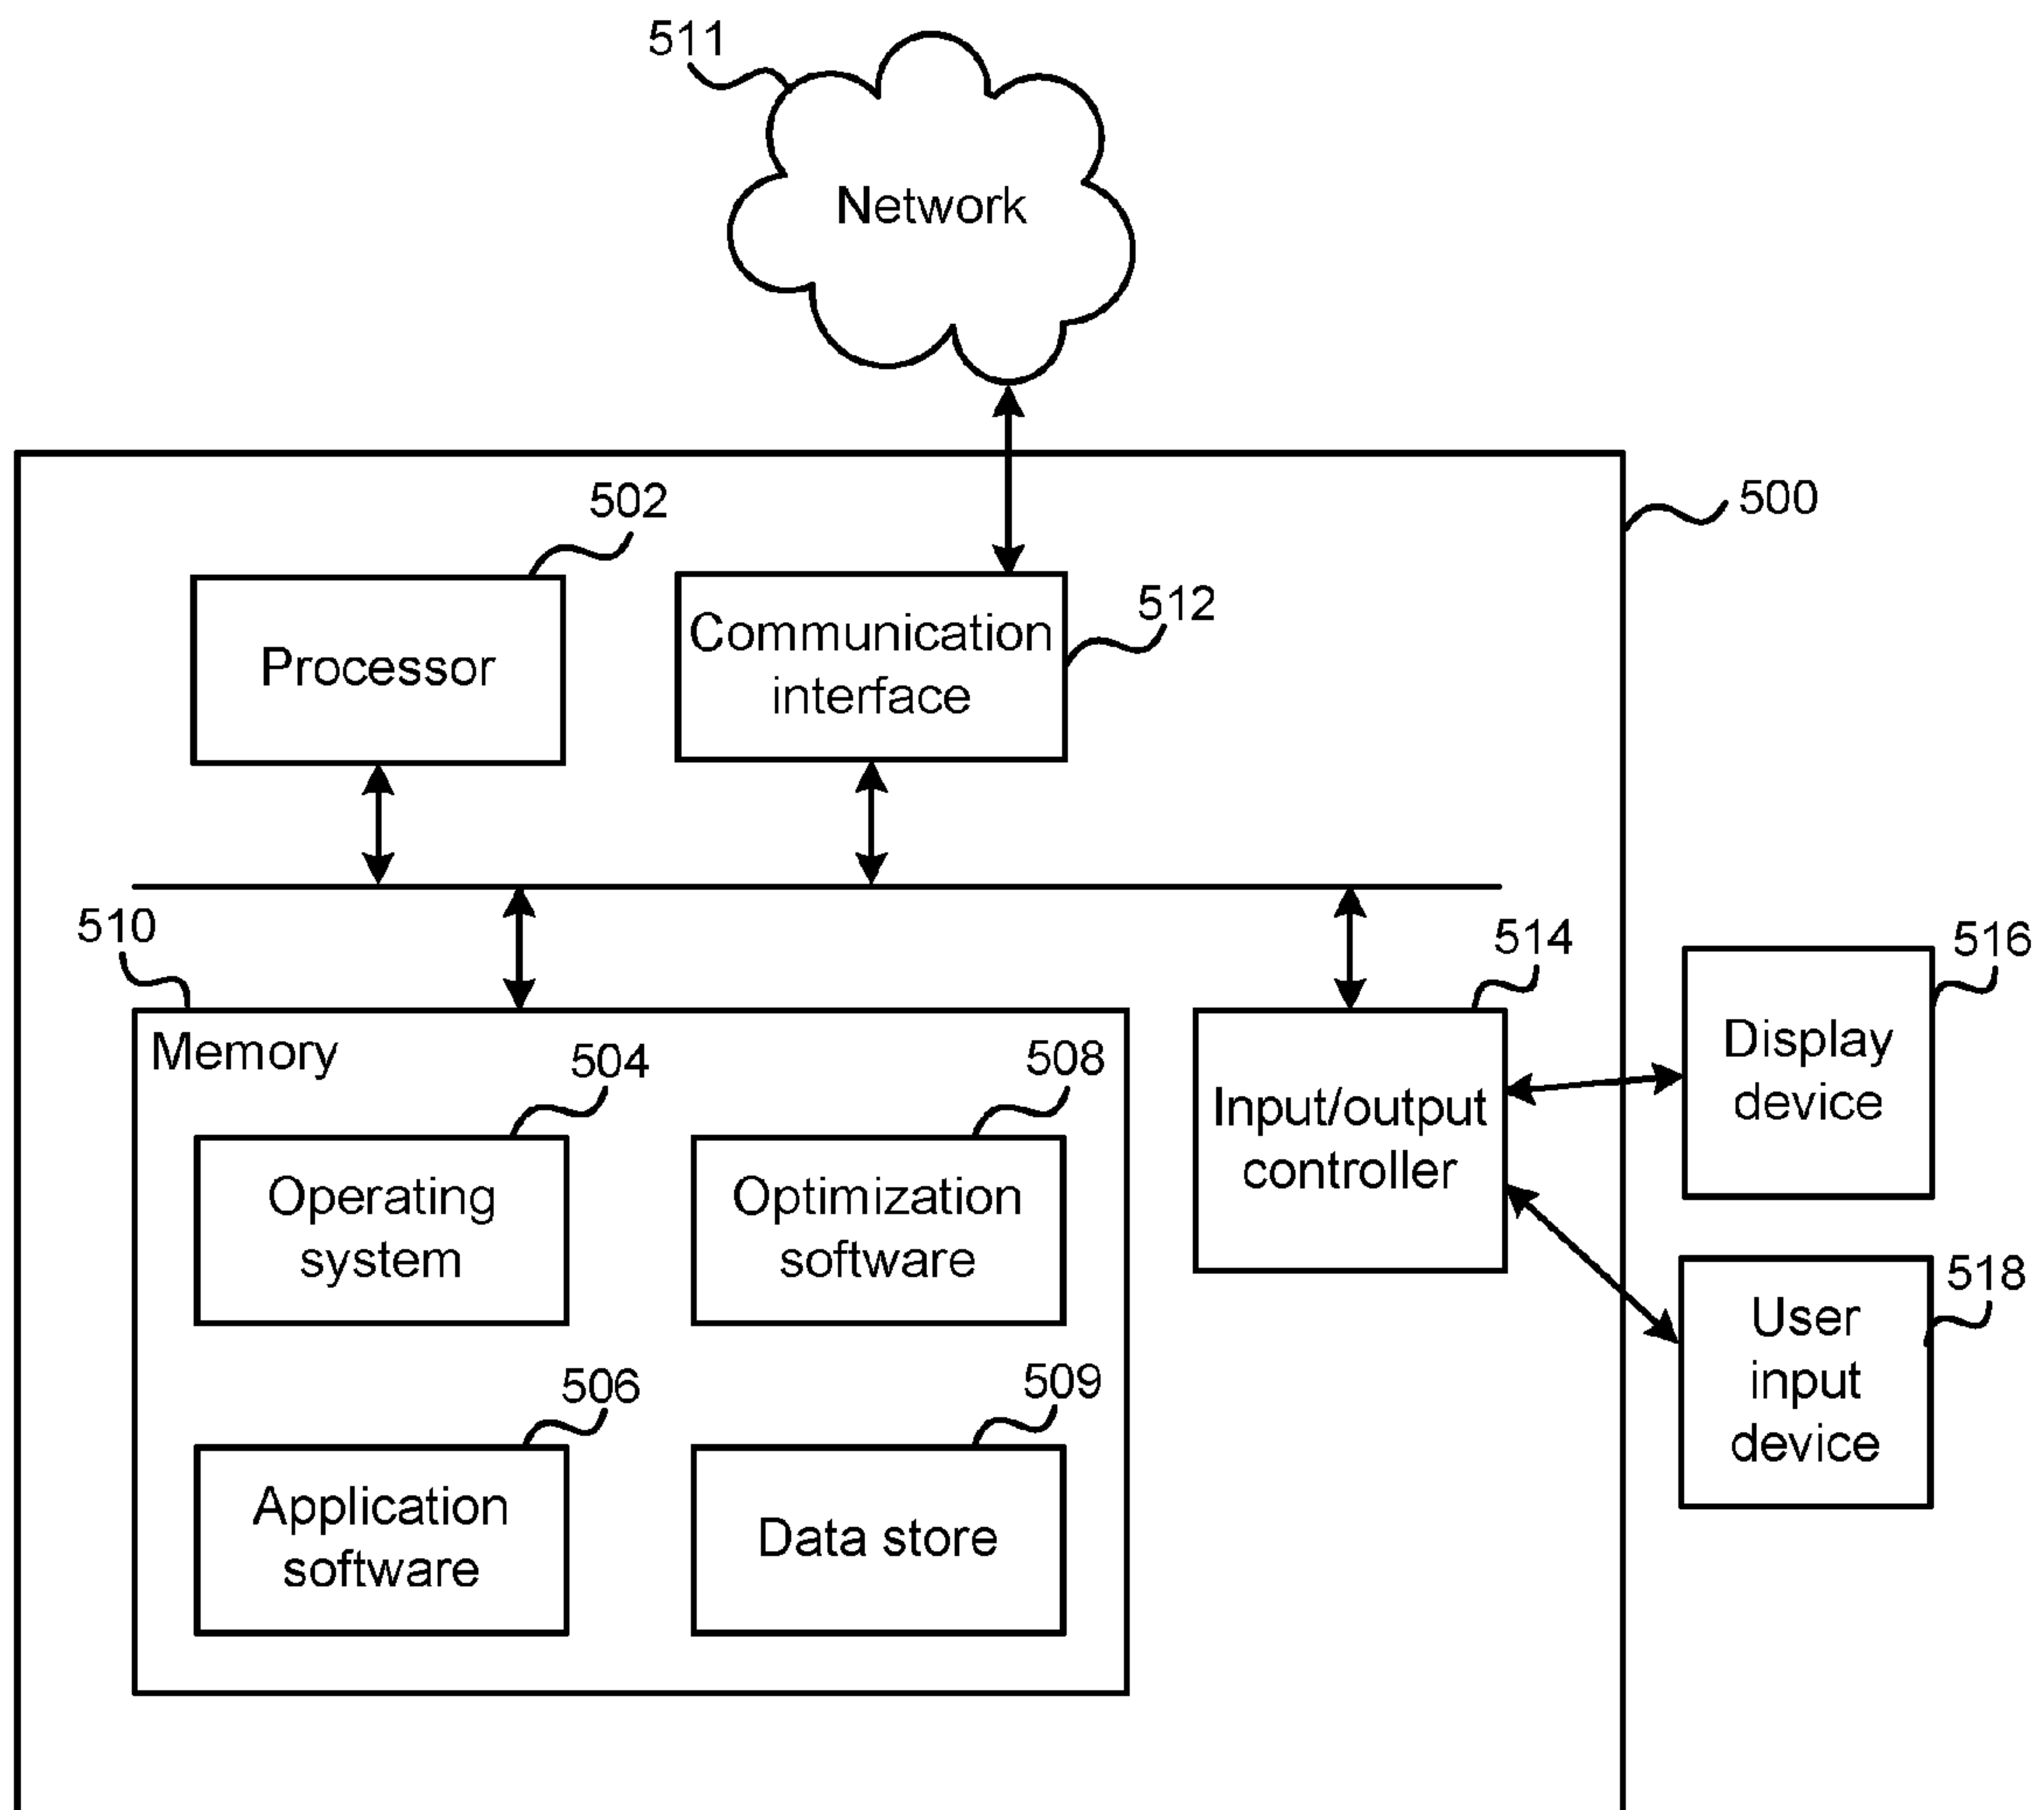 511
Network
502
500
Processor
Communication
interface
512
510
514
516
Memory
504
508
Display
device
Operating
system
Optimization
software
Input/output
controller
518
User
input
device
506
509
Application
software
Data store